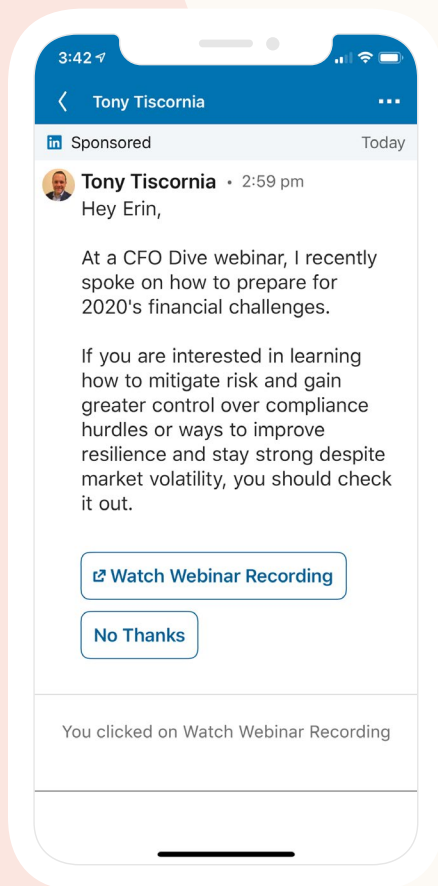 3:42
Tony Tiscornia
in Sponsored Today
Tony Tiscornia • 2:59 pm
Hey Erin,
At a CFO Dive webinar, I recently
spoke on how to prepare for
2020's financial challenges.
If you are interested in learning
how to mitigate risk and gain
greater control over compliance
hurdles or ways to improve
resilience and stay strong despite
market volatility, you should check
it out.
Watch Webinar Recording
No Thanks
You clicked on Watch Webinar Recording